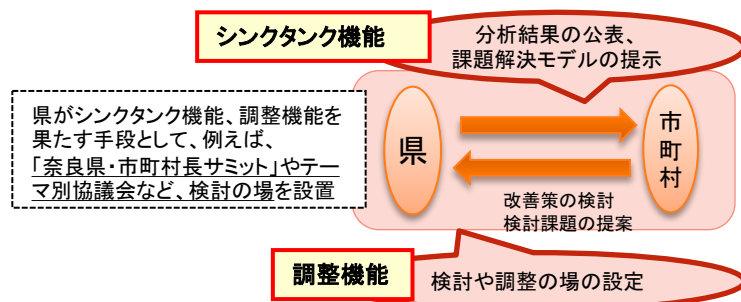 シンクタンク機能
分析結果の公表、
課題解決モデルの提示
県がシンクタンク機能、調整機能を
果たす手段として、例えば、
「奈良県・市町村長サミット」やテー
マ別協議会など、検討の場を設置
県
市
町
村
改善策の検討
検討課題の提案
調整機能
検討や調整の場の設定